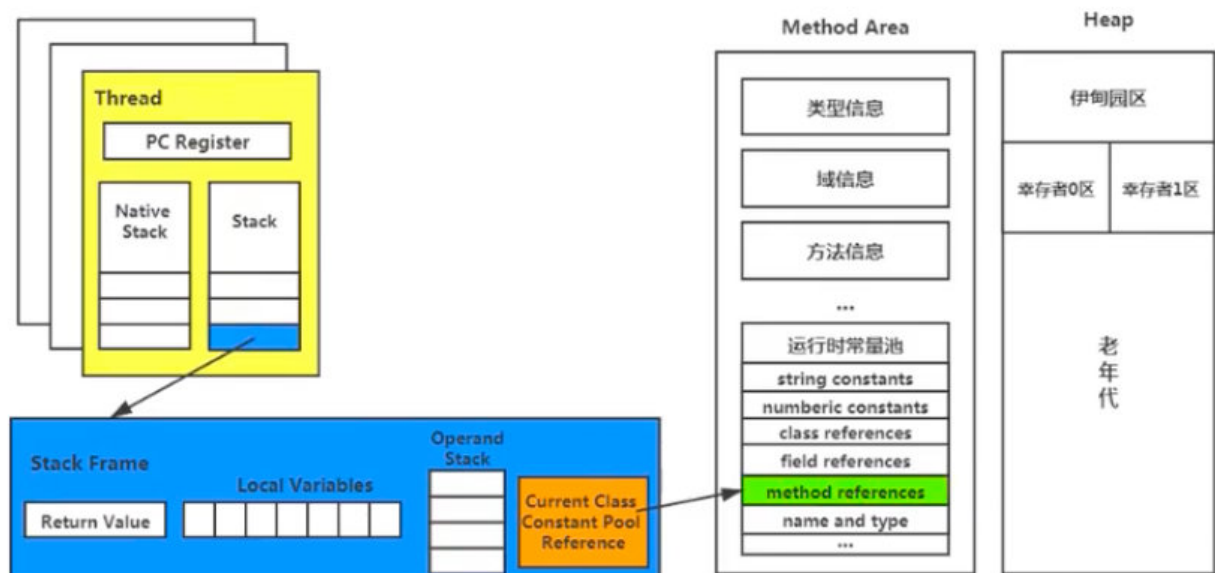 Thread
PC Register
Native
Stack
Stack
Stack Frame
Return Value
Local Variables
Operand
Stack
Current Class
Constant Pool
Reference
Method Area
类型信息
域信息
方法信息
...
运行时常量池
string constants
numberic constants
class references
field references
method references
name and type
...
Heap
伊甸园区
幸存者0区
幸存者1区
老
年
代